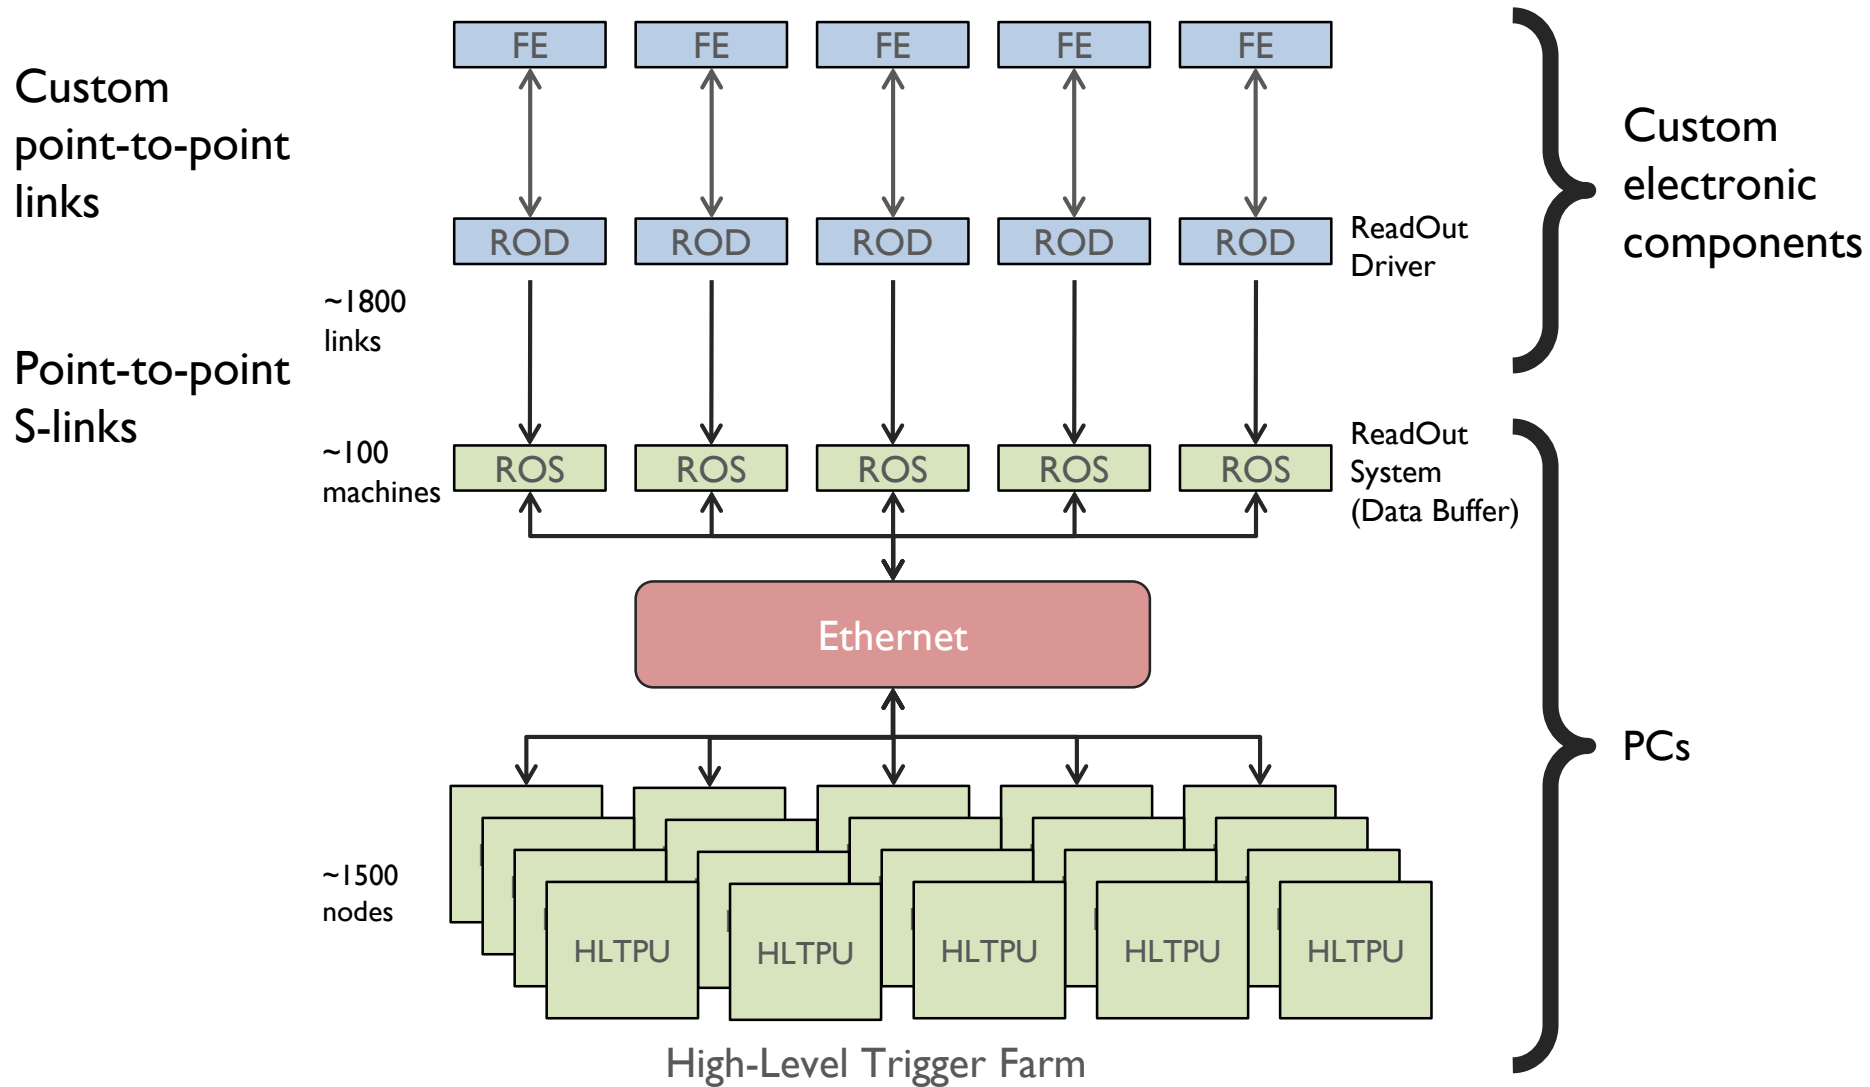 FE FE FE FE FE
Custom
point-to-point
links
Custom
electronic
components
ROD ROD ROD ROD ROD
ReadOut
Driver
~1800
links
Point-to-point
S-links
~100
machines
ROS ROS ROS ROS ROS
ReadOut
System
(Data Buffer)
Ethernet
PCs
~1500
nodes
HLTPU HLTPU HLTPU HLTPU HLTPU
High-Level Trigger Farm